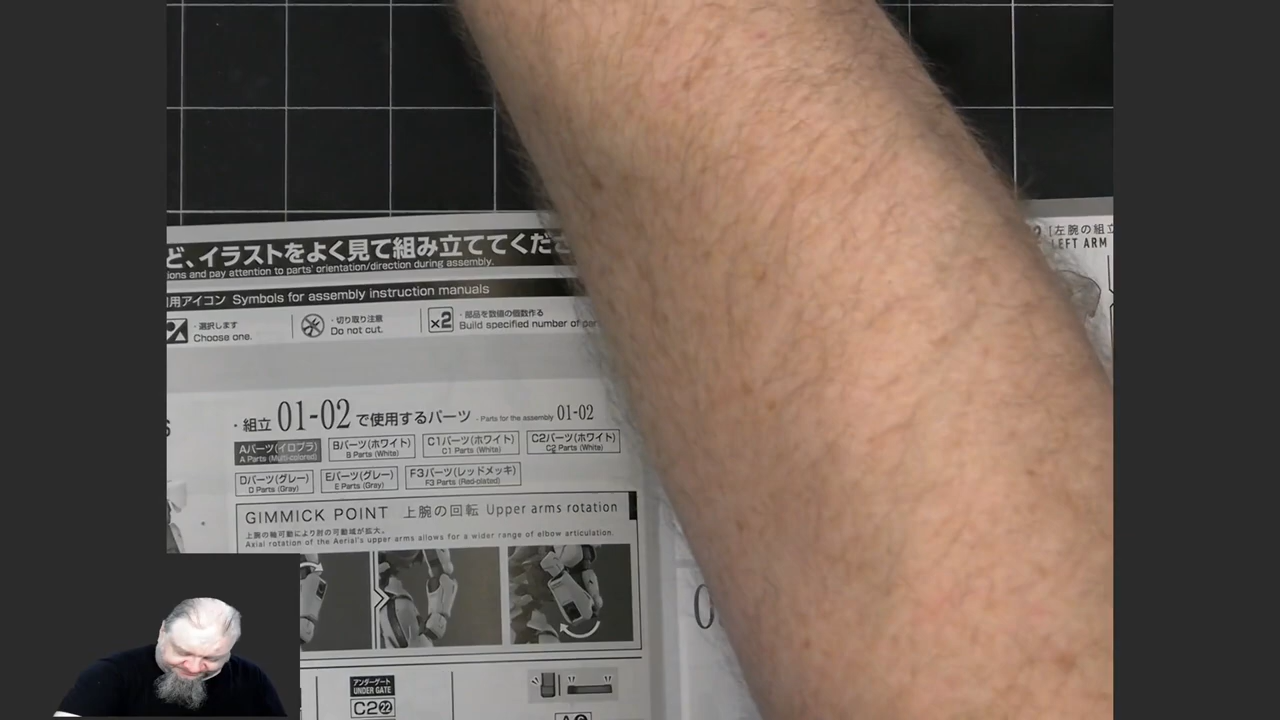 ど、イラストをよく見て組み立ててくださ
ions and pay attention to parts' orientation/direction during assembly.
用アイコン Symbols for assembly instruction manuals
・選択します
Choose one.
・切り取り注意
Do not cut.
×2
・部品を数値の個数作る
Build specified number of par
[左腕の組立
LEFT ARM
・組立 01-02 で使用するパーツ - Parts for the assembly 01-02
Aパーツ(イロプラ)
A Parts (Multi-colored)
Bパーツ(ホワイト)
B Parts (White)
C1パーツ(ホワイト)
C1 Parts (White)
C2パーツ(ホワイト)
C2 Parts (White)
Dパーツ(グレー)
D Parts (Gray)
Eパーツ(グレー)
E Parts (Gray)
F3パーツ(レッドメッキ)
F3 Parts (Red-plated)
GIMMICK POINT 上腕の回転 Upper arms rotation
上腕の軸可動により肘の可動域が拡大。
Axial rotation of the Aerial's upper arms allows for a wider range of elbow articulation.
0
アンダーゲート
UNDER GATE
C2㉒